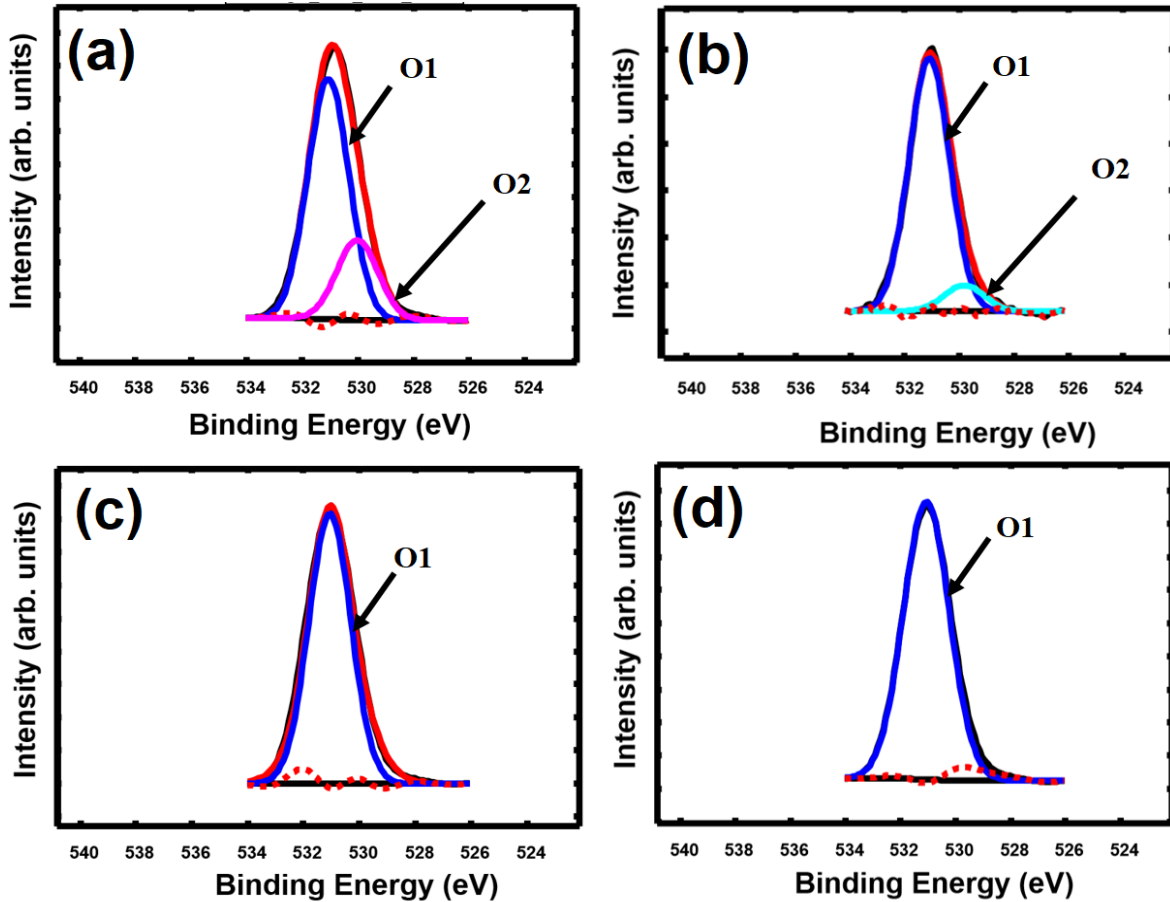 (a)
O1
O2
Intensity (arb. units)
540 538 536 534 532 530 528 526 524
Binding Energy (eV)
(b)
O1
O2
Intensity (arb. units)
540 538 536 534 532 530 528 526 524
Binding Energy (eV)
(c)
O1
Intensity (arb. units)
540 538 536 534 532 530 528 526 524
Binding Energy (eV)
(d)
O1
Intensity (arb. units)
540 538 536 534 532 530 528 526 524
Binding Energy (eV)